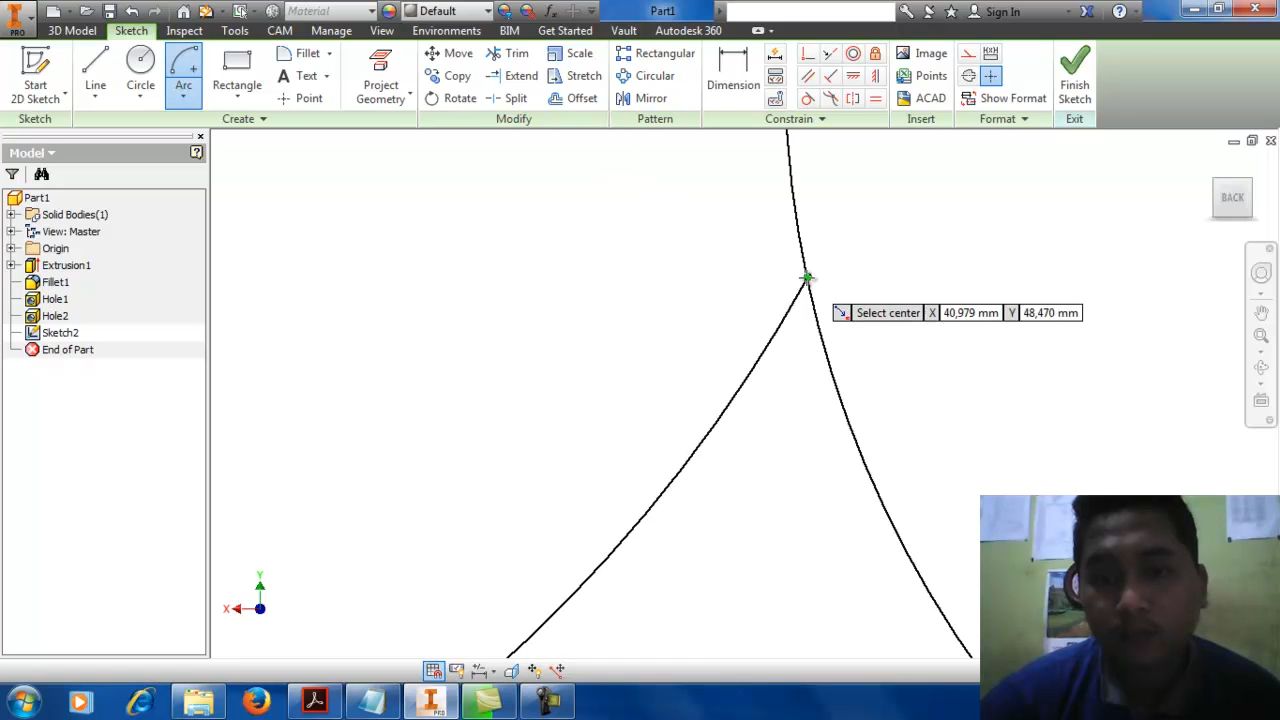 Material
Default
Part1
Sign In
PRO
3D Model
Sketch
Inspect
Tools
CAM
Manage
View
Environments
BIM
Get Started
Vault
Autodesk 360
Start
2D Sketch
Line
Circle
Arc
Rectangle
Fillet
Text
Point
Project
Geometry
Move
Copy
Rotate
Trim
Extend
Split
Scale
Stretch
Offset
Rectangular
Circular
Mirror
Dimension
Image
Points
ACAD
Show Format
Finish
Sketch
Sketch
Create
Modify
Pattern
Constrain
Insert
Format
Exit
Model
Part1
Solid Bodies(1)
View: Master
Origin
Extrusion1
Fillet1
Hole1
Hole2
Sketch2
End of Part
BACK
Select center X 40,979 mm Y 48,470 mm
Y
X
PRO